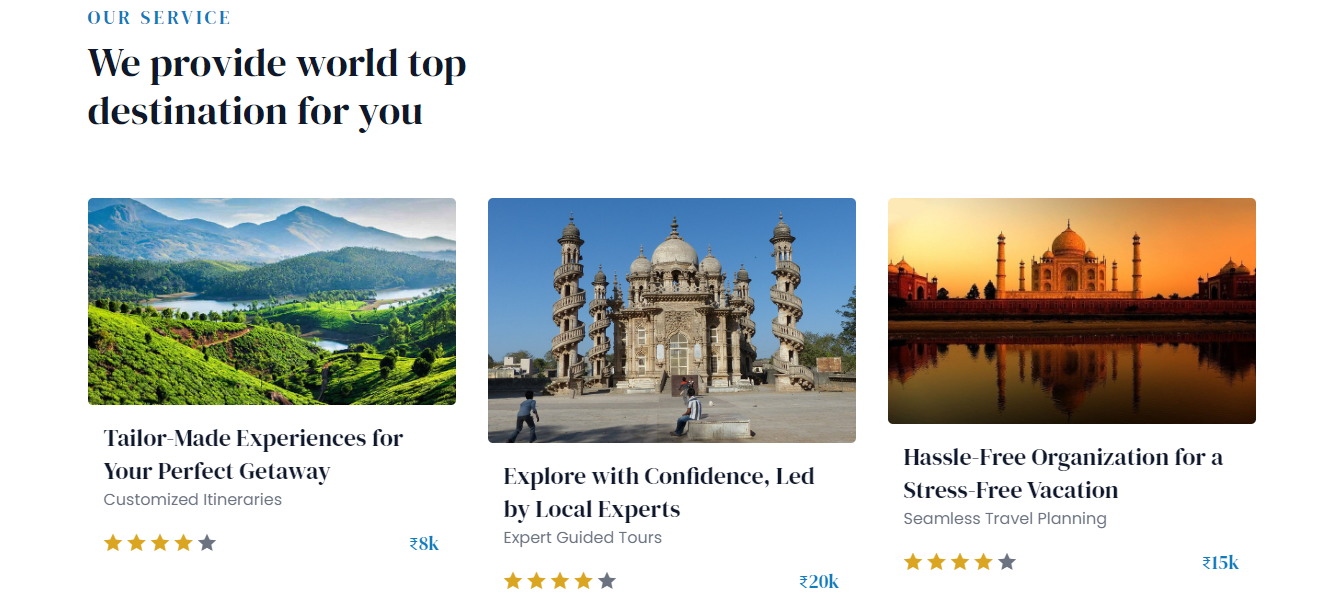 OUR SERVICE
We provide world top
destination for you
Tailor-Made Experiences for
Your Perfect Getaway
Customized Itineraries
₹8k
Explore with Confidence, Led
by Local Experts
Expert Guided Tours
₹20k
Hassle-Free Organization for a
Stress-Free Vacation
Seamless Travel Planning
₹15k